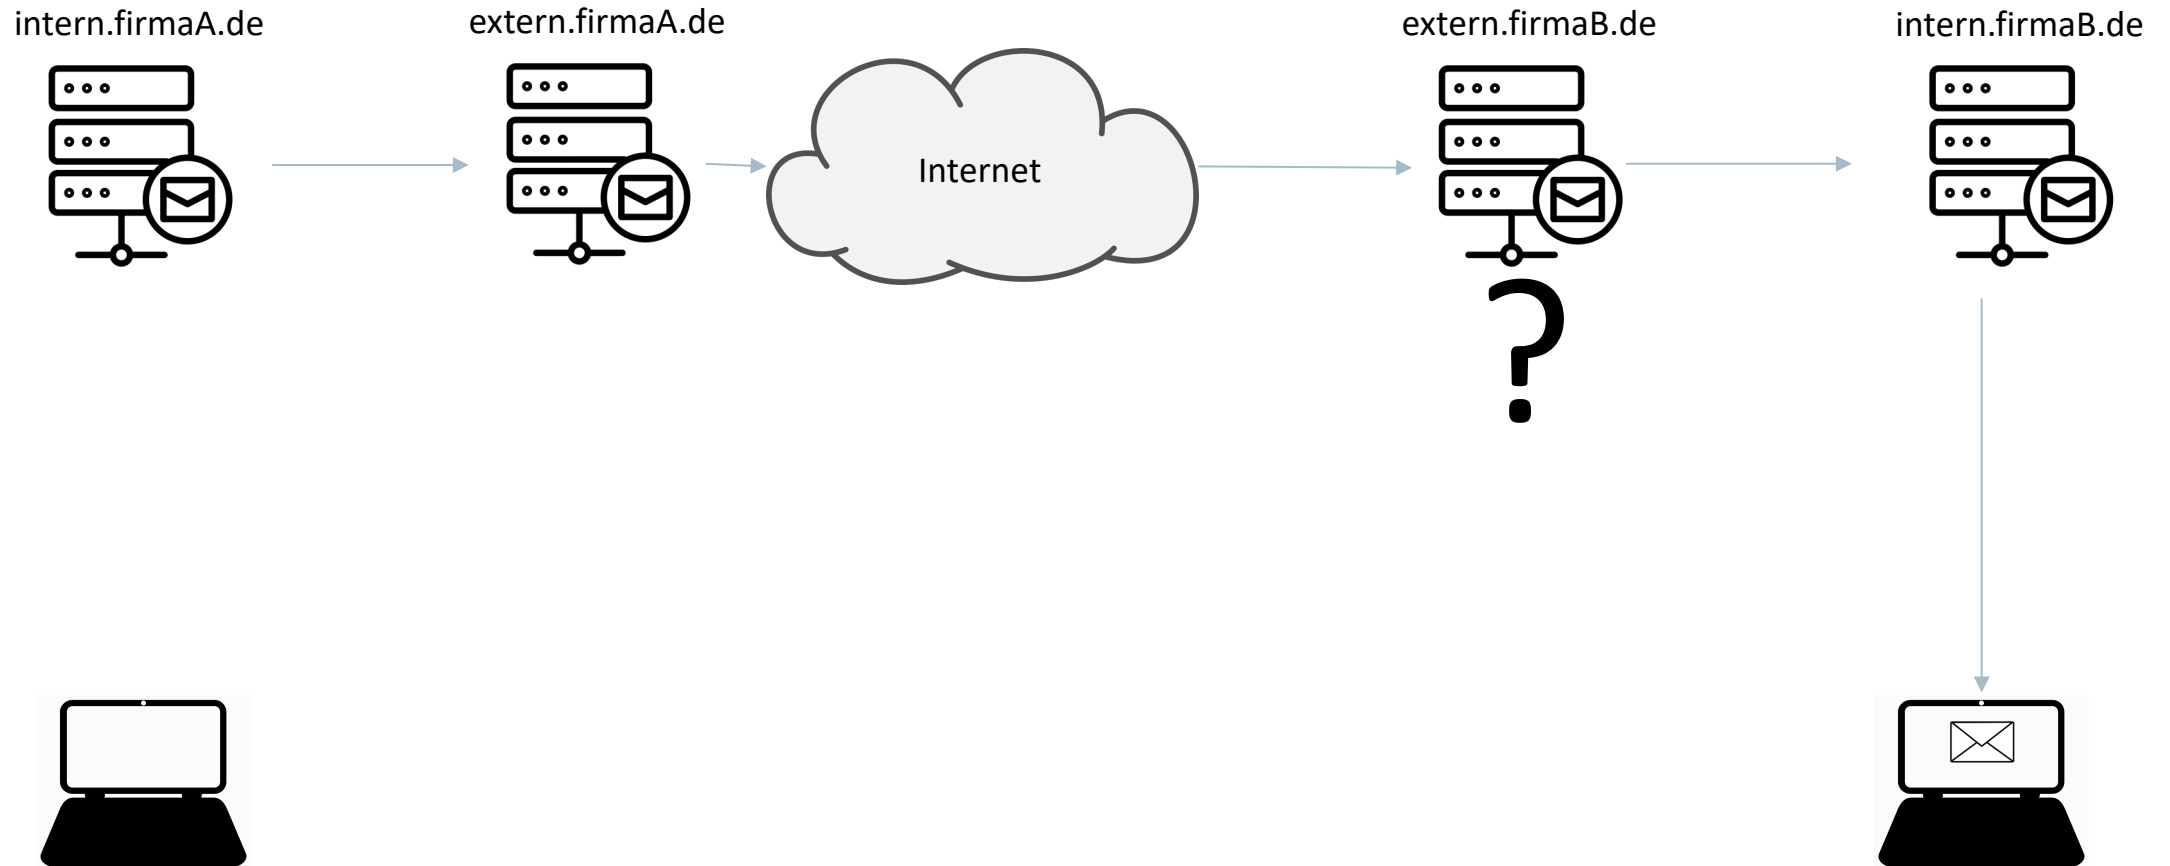 intern.firmaA.de
extern.firmaA.de
extern.firmaB.de
intern.firmaB.de
Internet
?